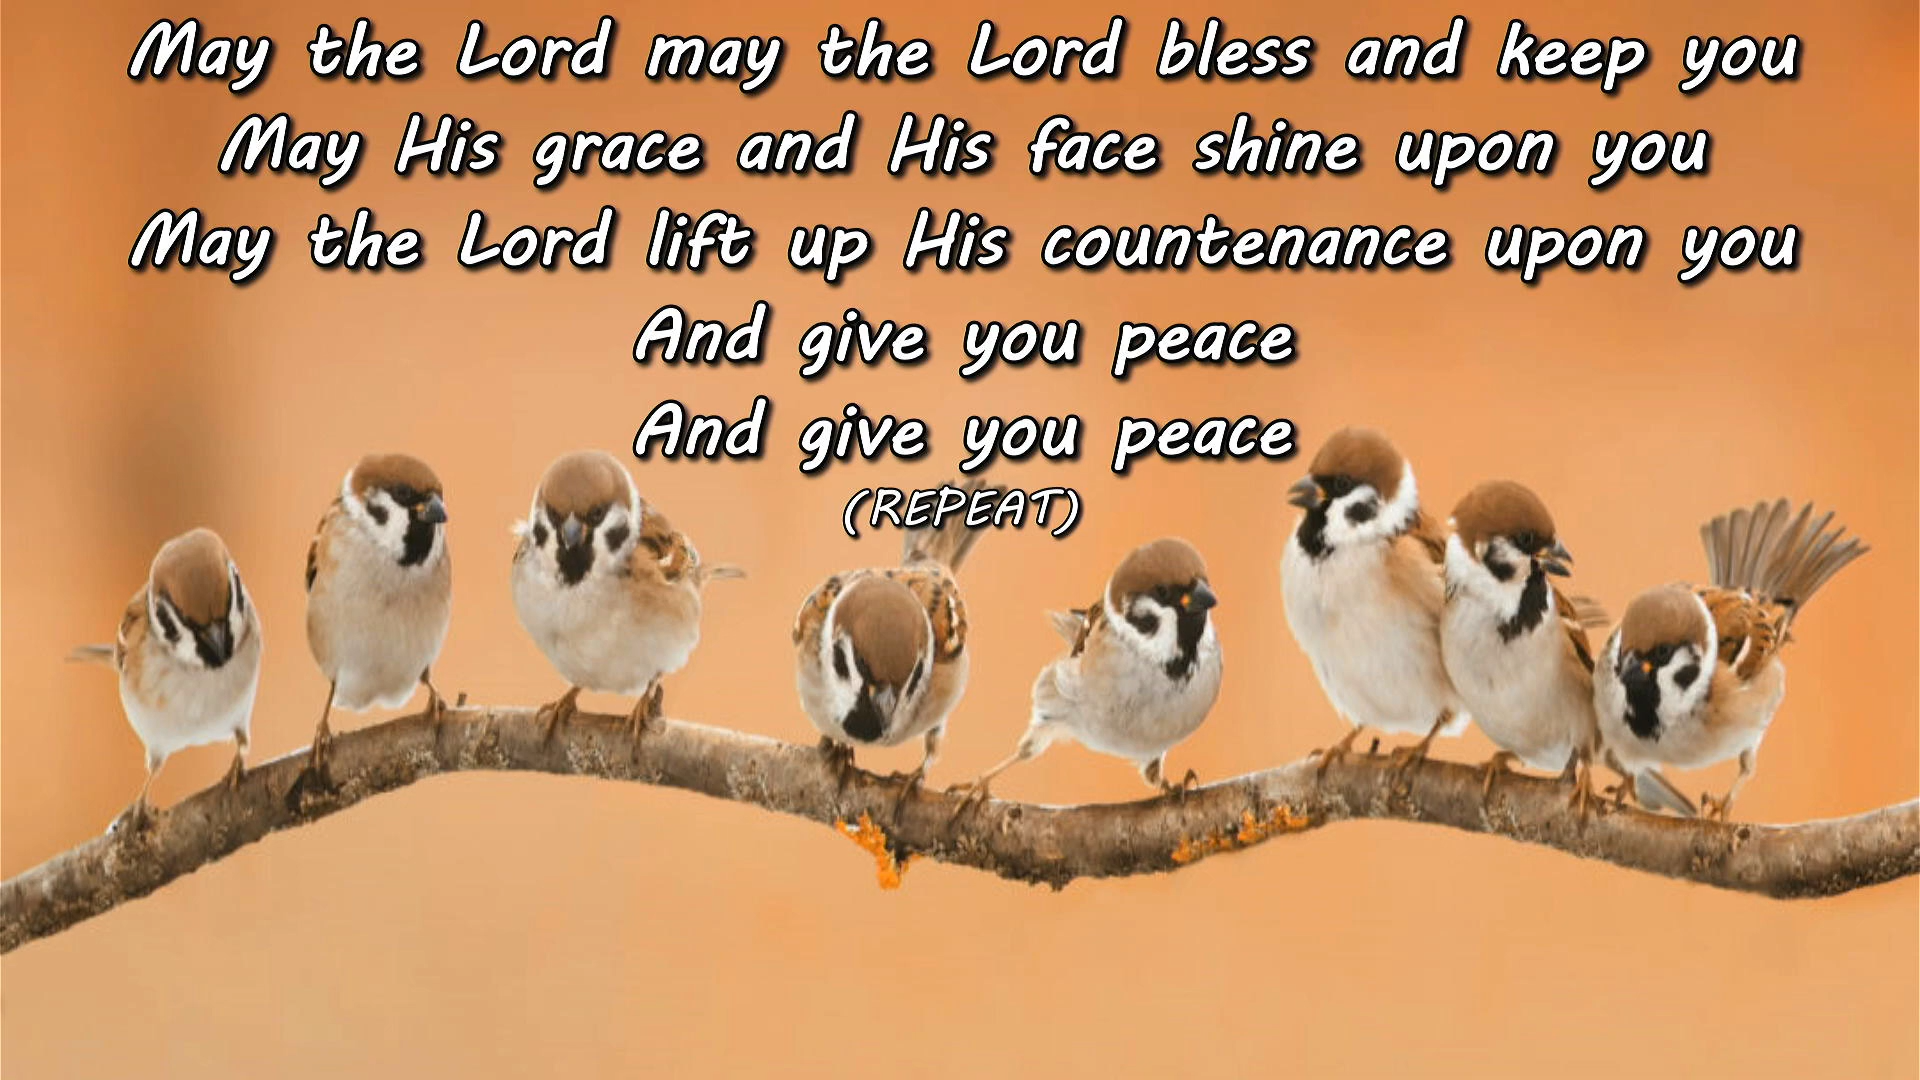 May the Lord may the Lord bless and keep you
May His grace and His face shine upon you
May the Lord lift up His countenance upon you
And give you peace
And give you peace
(REPEAT)